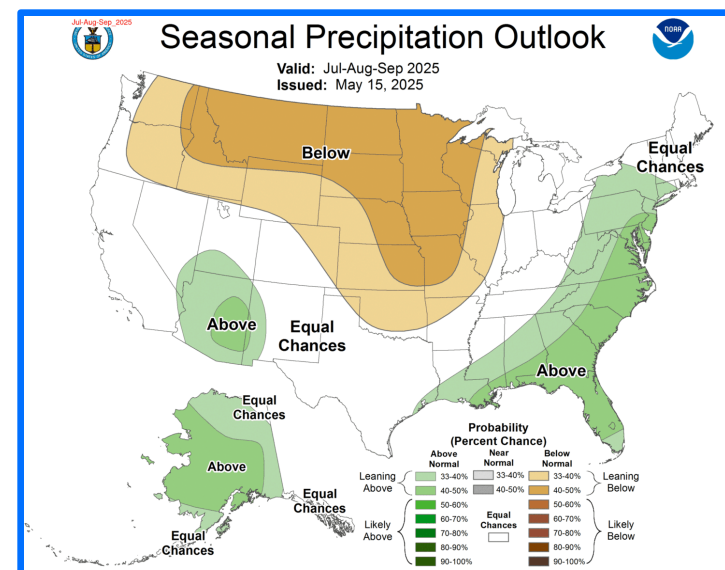 Jul-Aug-Sep_2025
Seasonal Precipitation Outlook
NOAA
Valid: Jul-Aug-Sep 2025
Issued: May 15, 2025
Below
Equal
Chances
Above
Equal
Chances
Above
Equal
Chances
Above
Equal
Chances
Equal
Chances
Probability
(Percent Chance)
Above
Normal
Near
Normal
Below
Normal
Leaning
Above
33-40%
33-40%
33-40%
Leaning
Below
40-50%
40-50%
40-50%
Likely
Above
50-60%
60-70%
70-80%
80-90%
90-100%
Equal
Chances
50-60%
60-70%
70-80%
80-90%
90-100%
Likely
Below